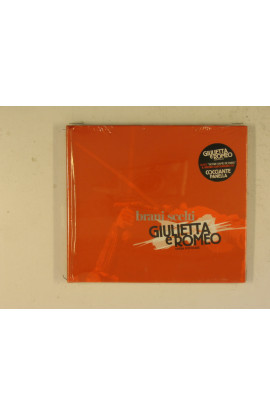 GIULIETTA
e ROMEO
COCCIANTE
PANELLA
brani scelti
GIULIETTA
e ROMEO